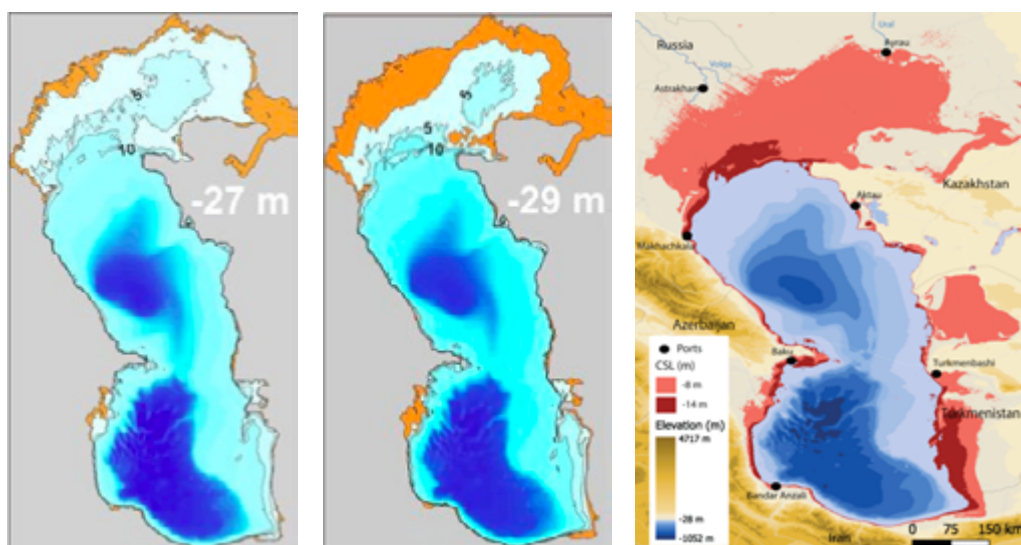 5
10
-27 m
5
5
10
-29 m
Ural
Russia
Atyrau
Volga
Astrakhan
Kazakhstan
Aktau
Makhachkala
Azerbaijan
Ports
CSL (m)
-8 m
-14 m
Elevation (m)
4717 m
-28 m
-1052 m
Baku
Turkmenbashi
Turkmenistan
Bandar Anzali
Iran
0 75 150 km